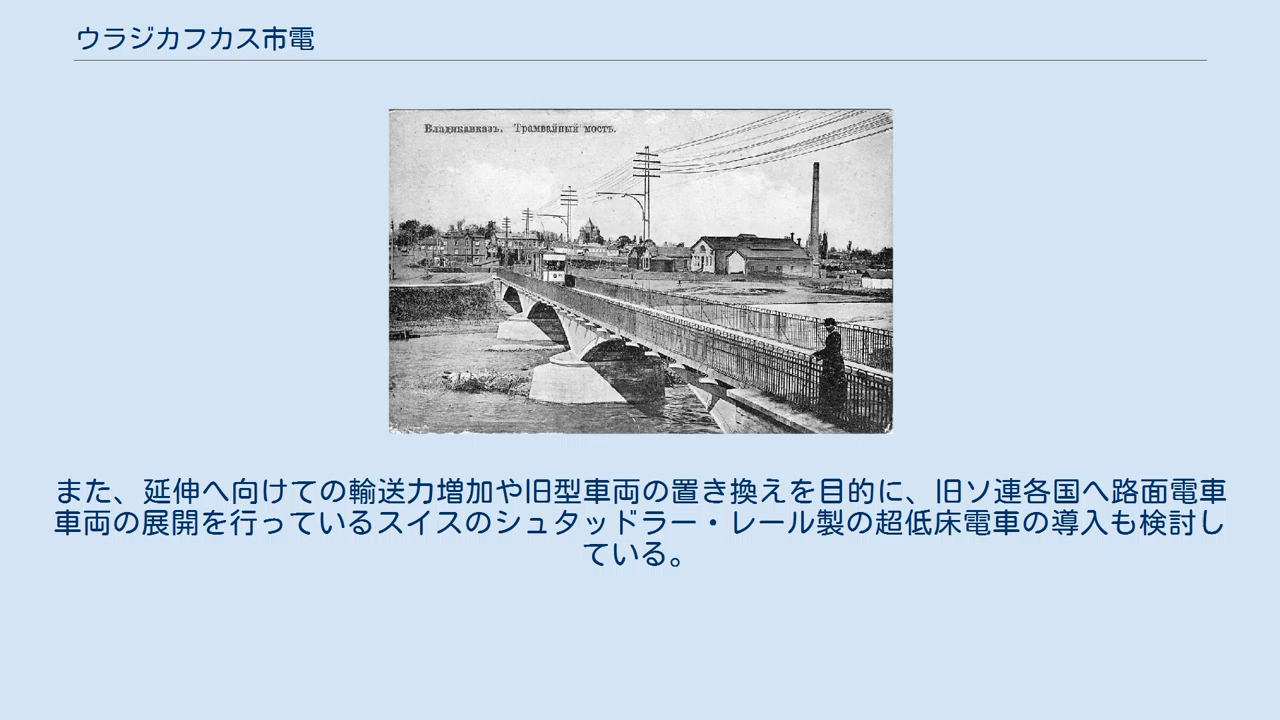 ウラジカフカス市電
Владикавказъ. Трамвайный мостъ.
また、延伸へ向けての輸送力増加や旧型車両の置き換えを目的に、旧ソ連各国へ路面電車
車両の展開を行っているスイスのシュタッドラー・レール製の超低床電車の導入も検討し
ている。